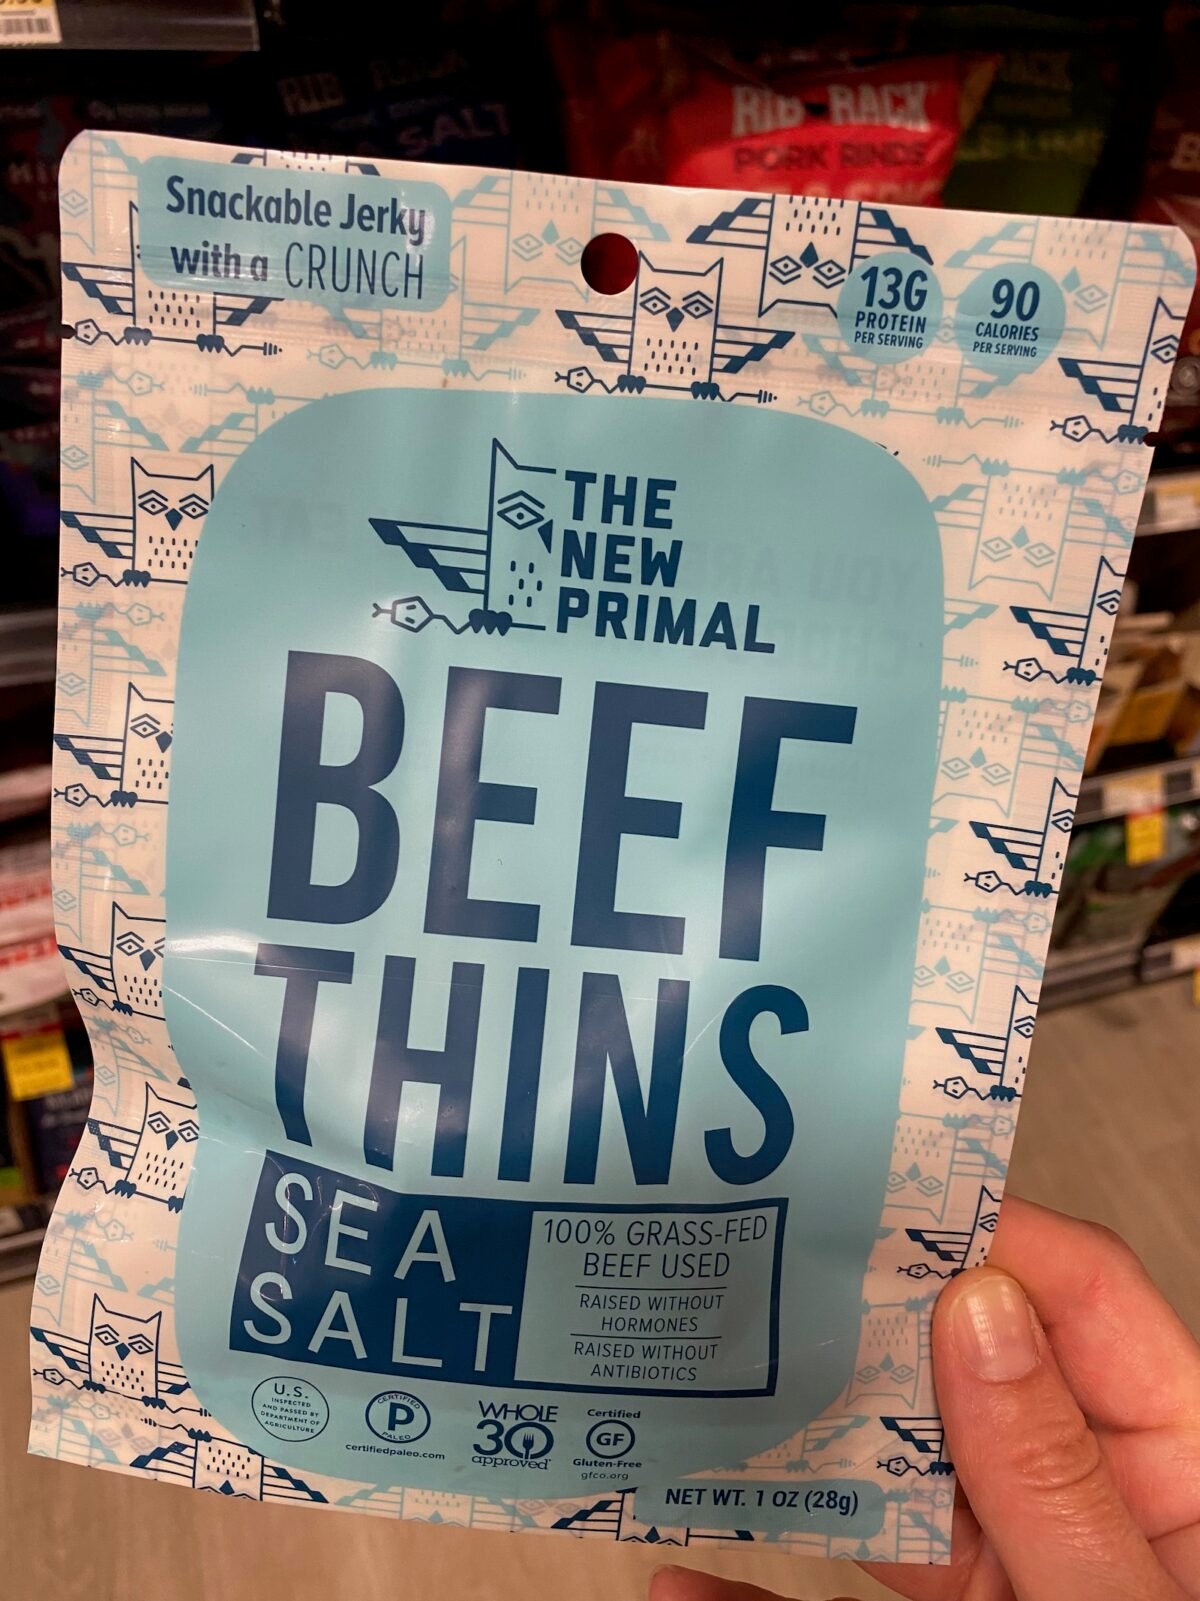 RIB RACK
SALT
RIB RACK
PORK RINDS
Snackable Jerky
with a CRUNCH
13G
PROTEIN
PER SERVING
90
CALORIES
PER SERVING
THE
NEW
PRIMAL
BEEF
THINS
SEA
SALT
100% GRASS-FED
BEEF USED
RAISED WITHOUT
HORMONES
RAISED WITHOUT
ANTIBIOTICS
U.S.
INSPECTED
AND PASSED BY
DEPARTMENT OF
AGRICULTURE
CERTIFIED
P
PALEO
certifiedpaleo.com
WHOLE
30
approved
Certified
GF
Gluten-Free
gfco.org
NET WT. 1 OZ (28g)